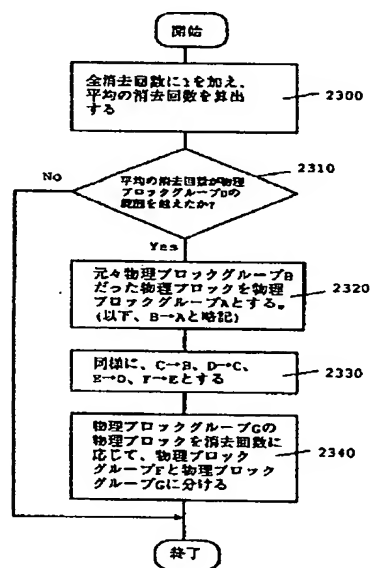 開始
全消去回数に1を加え、
平均の消去回数を算出
する
2300
2310
平均の消去回数が物理
ブロックグループDの
範囲を越えたか?
No
Yes
元々物理ブロックグループB
だった物理ブロックを物理
ブロックグループAとする。
(以下、B→Aと略記)
2320
同様に、C→B、D→C、
E→D、F→Eとする
2330
物理ブロックグループGの
物理ブロックを消去回数に
応じて、物理ブロック
グループFと物理ブロック
グループGに分ける
2340
終了